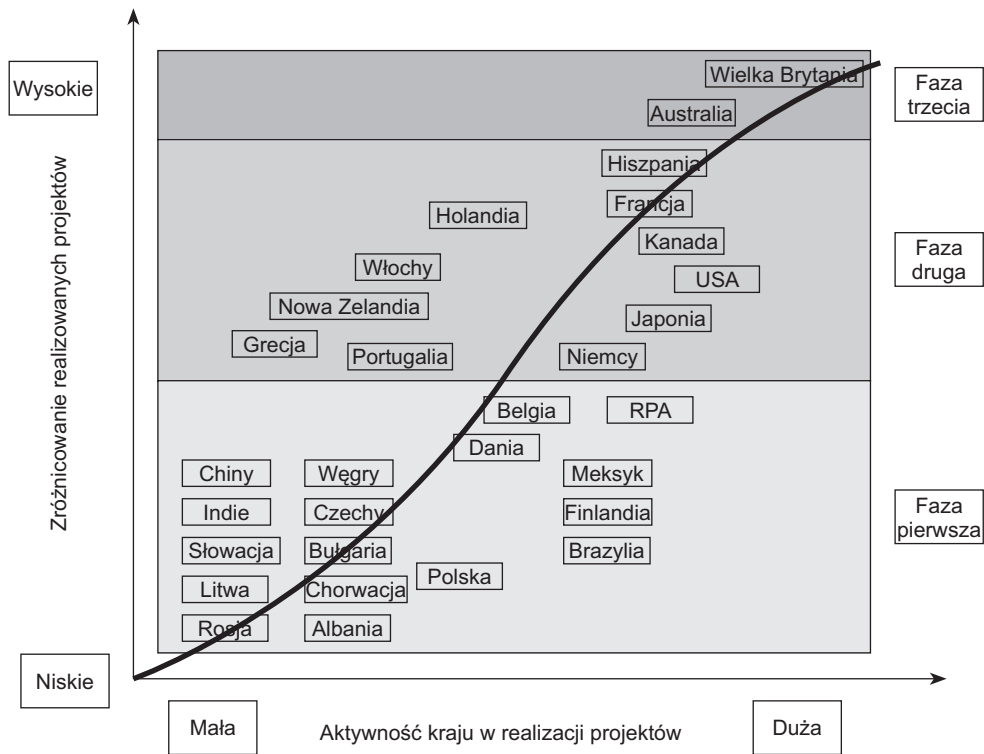 Wysokie
Wielka Brytania
Faza
trzecia
Australia
Zróżnicowanie realizowanych projektów
Hiszpania
Francja
Holandia
Kanada
Faza
druga
Włochy
USA
Nowa Zelandia
Japonia
Grecja
Portugalia
Niemcy
Belgia
RPA
Dania
Chiny
Węgry
Meksyk
Indie
Czechy
Finlandia
Faza
pierwsza
Słowacja
Bułgaria
Brazylia
Polska
Litwa
Chorwacja
Rosja
Albania
Niskie
Mała
Aktywność kraju w realizacji projektów
Duża